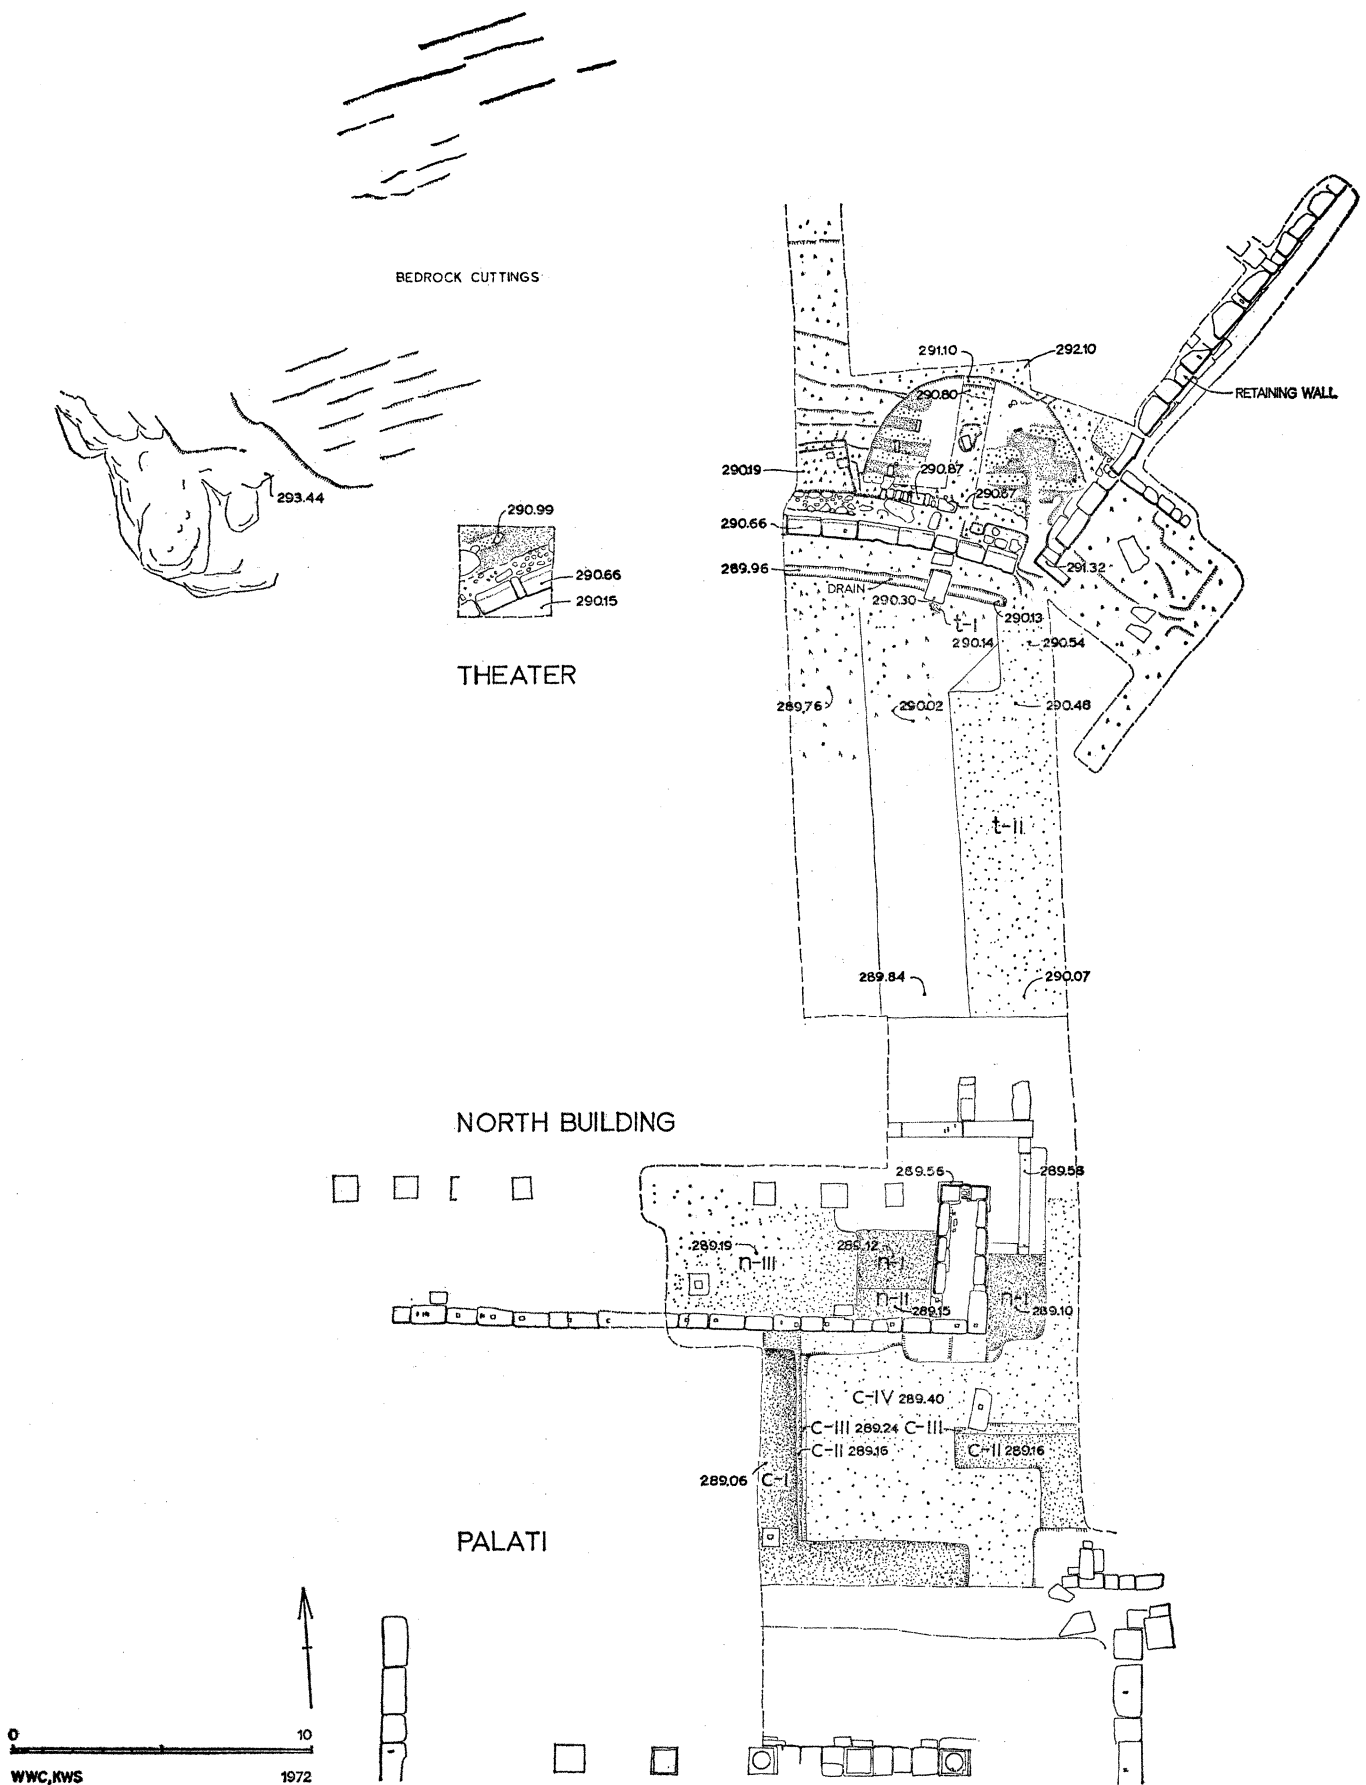 BEDROCK CUTTINGS
291.10
292.10
290.80
RETAINING WALL
290.19
290.87
293.44
290.67
290.99
290.66
290.66
289.96
291.32
290.15
DRAIN
290.30
290.13
t-I
290.14
290.54
THEATER
289.76
290.02
290.48
t-II
289.84
290.07
NORTH BUILDING
289.56
289.58
289.19
289.12
n-III
n-I
n-II
289.15
n-I
289.10
C-IV 289.40
C-III 289.24 C-III
C-II 289.16
C-II 289.16
289.06
C-I
PALATI
0 10
WWC,KWS 1972